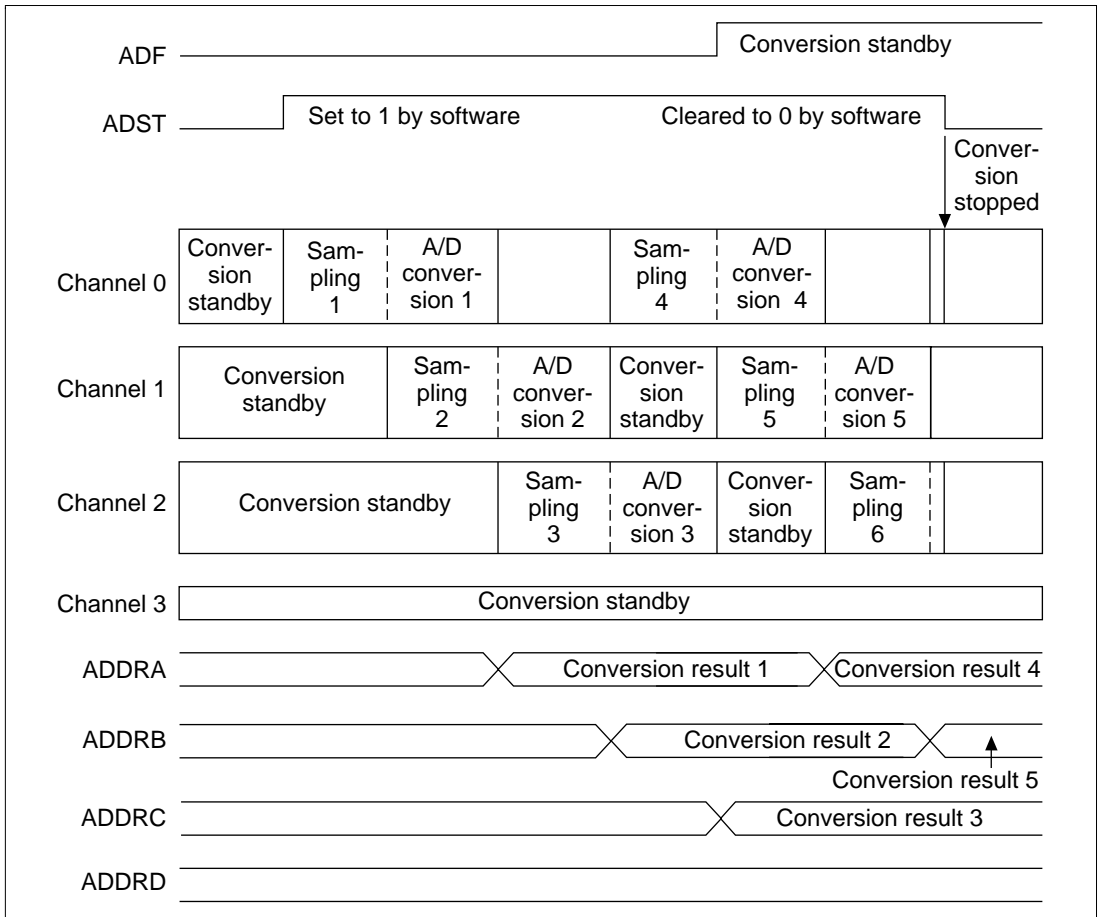 ADF
Conversion standby
ADST
Set to 1 by software
Cleared to 0 by software
Conver-
sion
stopped
Channel 0
Conver-
sion
standby
Sam-
pling
1
A/D
conver-
sion 1
Sam-
pling
4
A/D
conver-
sion 4
Channel 1
Conversion
standby
Sam-
pling
2
A/D
conver-
sion 2
Conver-
sion
standby
Sam-
pling
5
A/D
conver-
sion 5
Channel 2
Conversion standby
Sam-
pling
3
A/D
conver-
sion 3
Conver-
sion
standby
Sam-
pling
6
Channel 3
Conversion standby
ADDRA
Conversion result 1
Conversion result 4
ADDRB
Conversion result 2
Conversion result 5
ADDRC
Conversion result 3
ADDRD